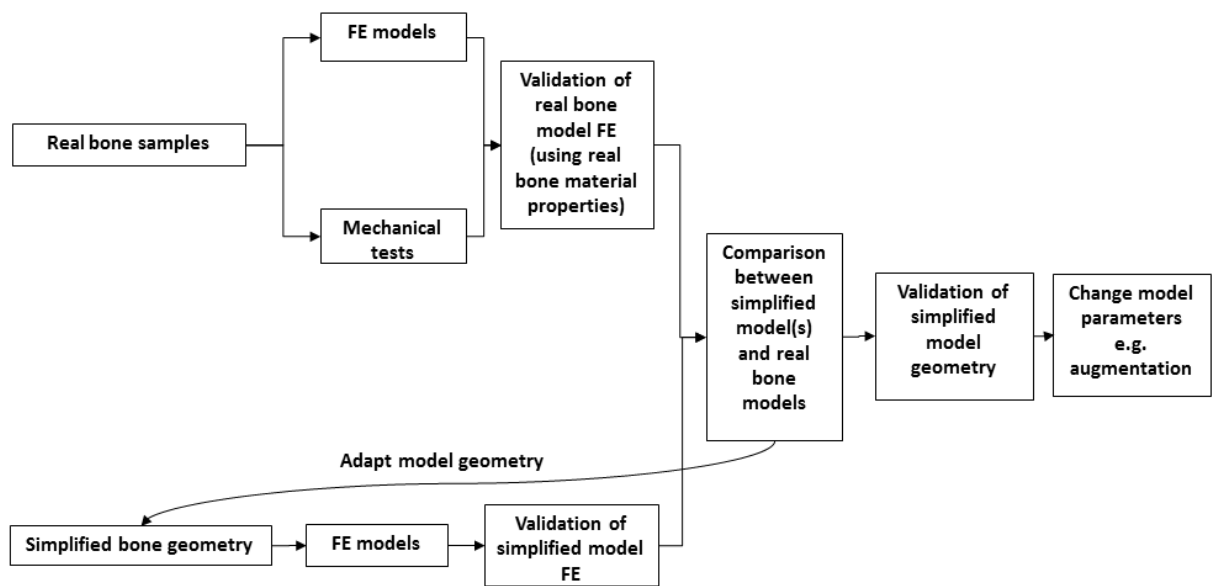 FE models
Real bone samples
Mechanical
tests
Validation of
real bone
model FE
(using real
bone material
properties)
Comparison
between
simplified
model(s)
and real
bone
models
Validation of
simplified
model
geometry
Change model
parameters
e.g.
augmentation
Adapt model geometry
Simplified bone geometry
FE models
Validation of
simplified model
FE